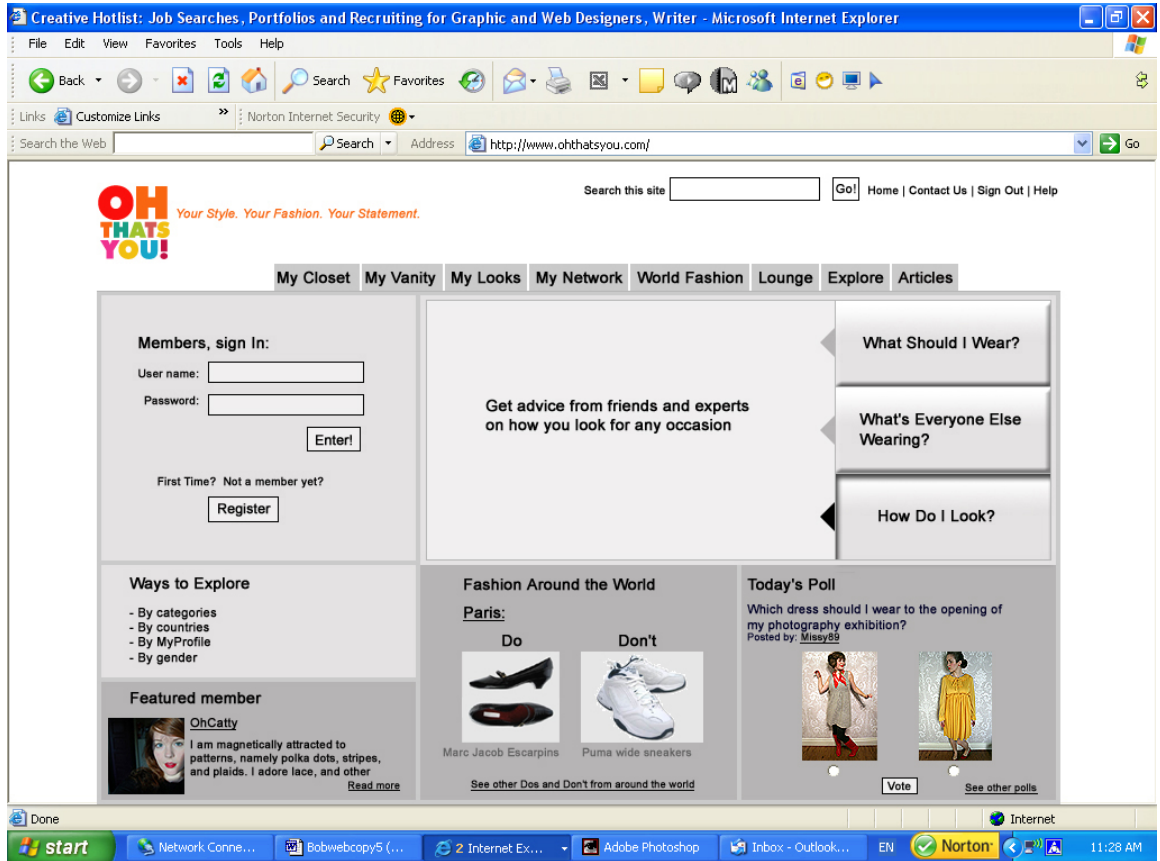 Creative Hotlist: Job Searches, Portfolios and Recruiting for Graphic and Web Designers, Writer - Microsoft Internet Explorer
File Edit View Favorites Tools Help
Back Search Favorites
Links Customize Links » Norton Internet Security
Search the Web Search Address http://www.ohthatsyou.com/ Go
Search this site Go! Home | Contact Us | Sign Out | Help
OH
THATS
YOU!
Your Style. Your Fashion. Your Statement.
My Closet My Vanity My Looks My Network World Fashion Lounge Explore Articles
Members, sign In:
User name:
Password:
Enter!
First Time? Not a member yet?
Register
Get advice from friends and experts
on how you look for any occasion
What Should I Wear?
What's Everyone Else
Wearing?
How Do I Look?
Ways to Explore
- By categories
- By countries
- By MyProfile
- By gender
Featured member
OhCatty
I am magnetically attracted to
patterns, namely polka dots, stripes,
and plaids. I adore lace, and other
Read more
Fashion Around the World
Paris:
Do Don't
Marc Jacob Escarpins Puma wide sneakers
See other Dos and Don't from around the world
Today's Poll
Which dress should I wear to the opening of
my photography exhibition?
Posted by: Missy89
Vote
See other polls
Done Internet
start Network Conne... Bobwebcopy5 (... 2 Internet Ex... Adobe Photoshop Inbox - Outlook... EN Norton 11:28 AM